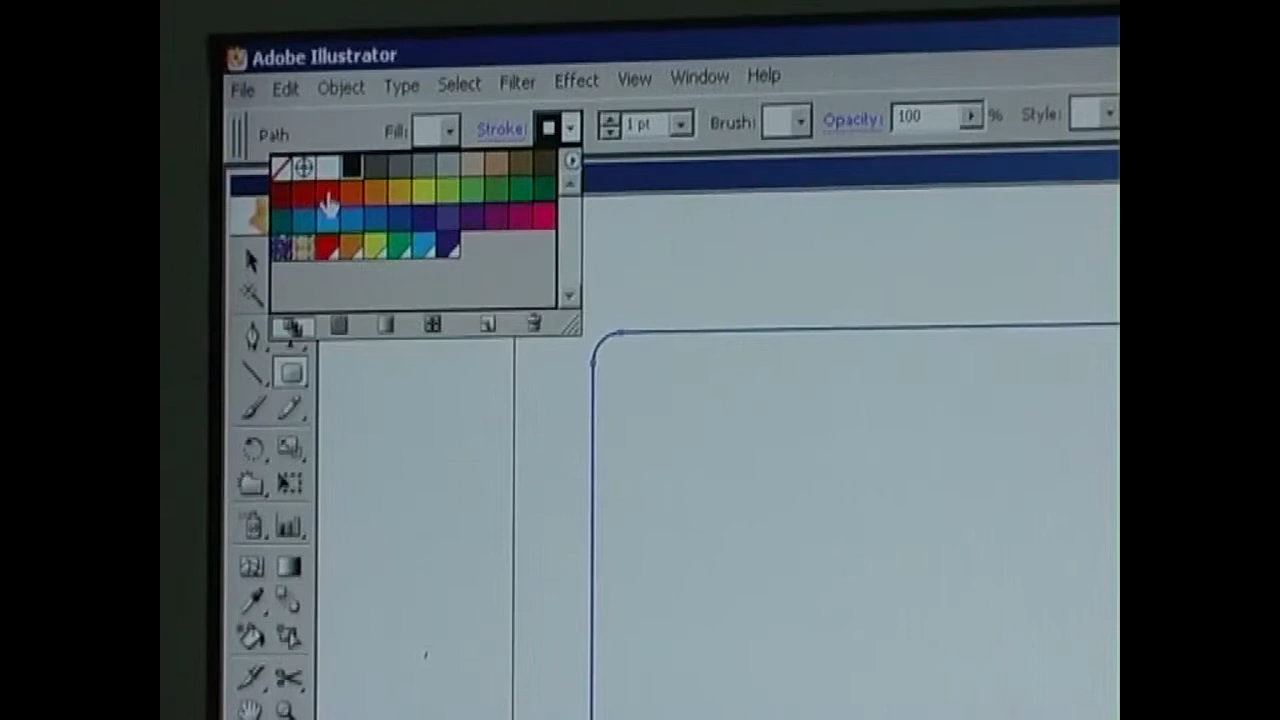 Adobe Illustrator
File Edit Object Type Select Filter Effect View Window Help
Path Fill: Stroke: 1 pt Brush: Opacity: 100 % Style: